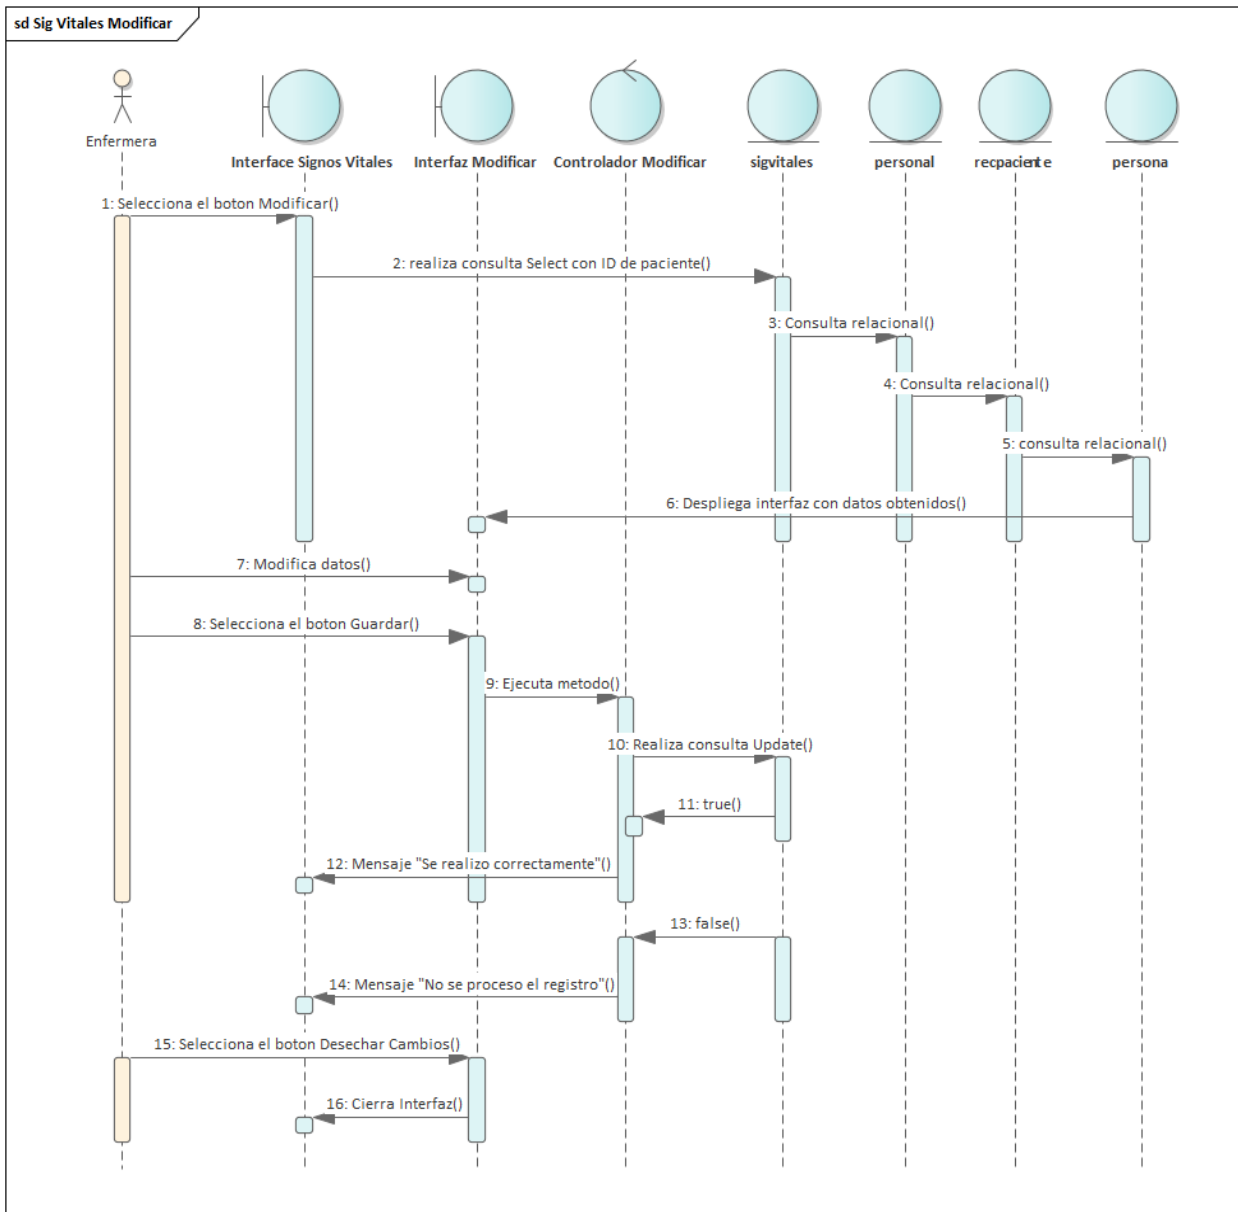 sd Sig Vitales Modificar
Enfermera
Interface Signos Vitales
Interfaz Modificar
Controlador Modificar
sigvitales
personal
recpaciente
persona
1: Selecciona el boton Modificar()
2: realiza consulta Select con ID de paciente()
3: Consulta relacional()
4: Consulta relacional()
5: consulta relacional()
6: Despliega interfaz con datos obtenidos()
7: Modifica datos()
8: Selecciona el boton Guardar()
9: Ejecuta metodo()
10: Realiza consulta Update()
11: true()
12: Mensaje "Se realizo correctamente"()
13: false()
14: Mensaje "No se proceso el registro"()
15: Selecciona el boton Desechar Cambios()
16: Cierra Interfaz()